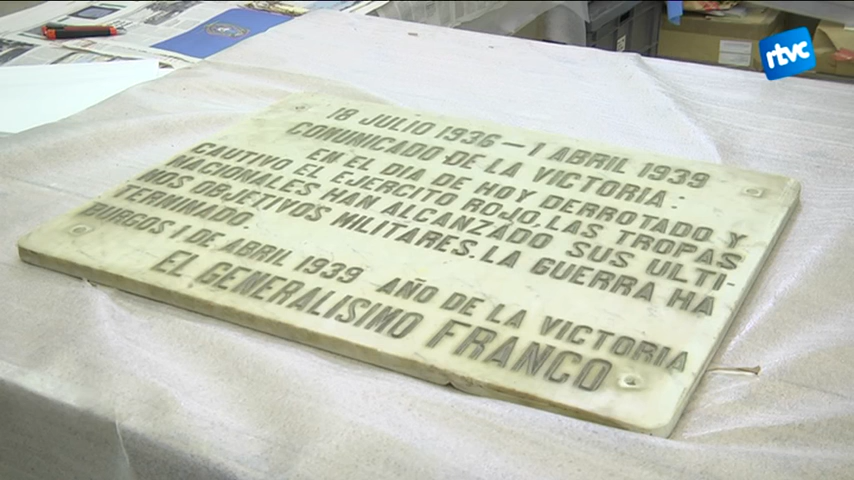 rtvc
18 JULIO 1936 — 1 ABRIL 1939
COMUNICADO DE LA VICTORIA:
EN EL DIA DE HOY DERROTADO Y
CAUTIVO EL EJERCITO ROJO, LAS TROPAS
NACIONALES HAN ALCANZADO SUS ULTI-
MOS OBJETIVOS MILITARES. LA GUERRA HA
TERMINADO.
BURGOS 1 DE ABRIL 1939 AÑO DE LA VICTORIA
EL GENERALISIMO FRANCO